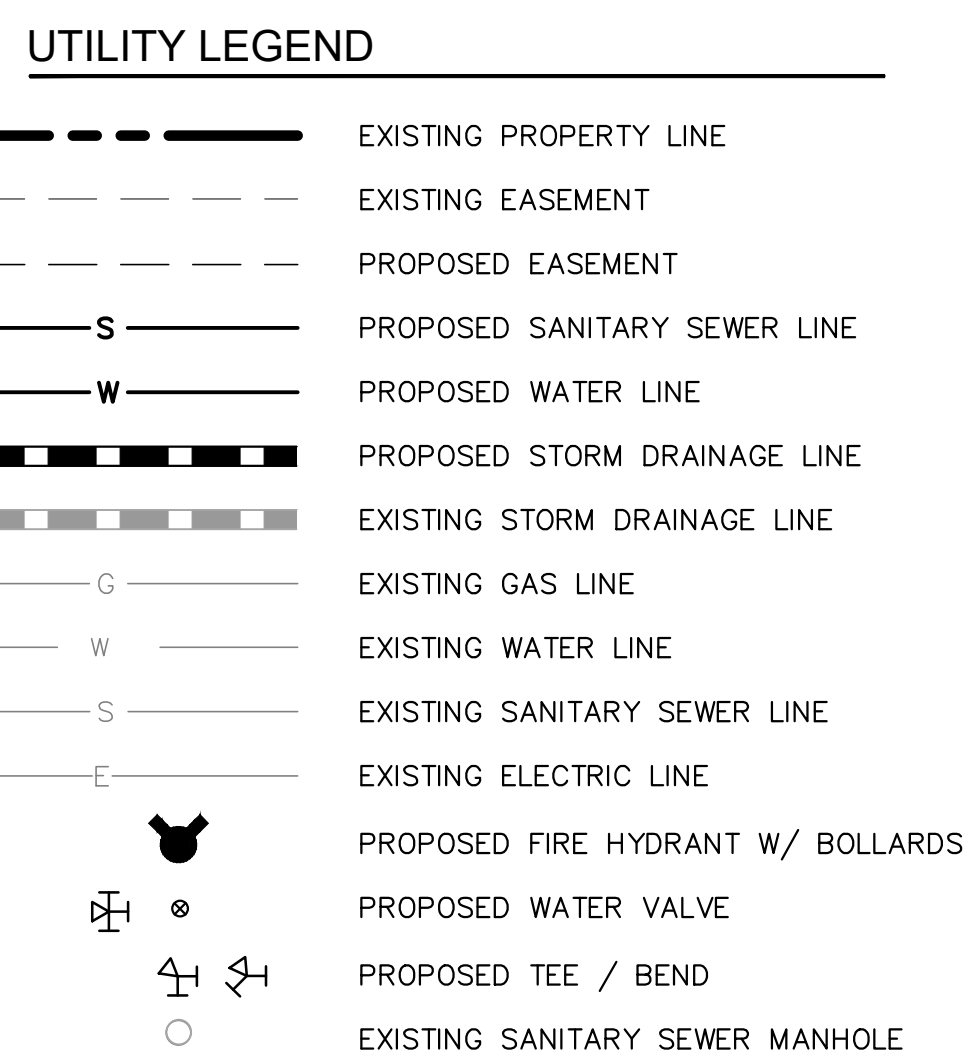 UTILITY LEGEND
EXISTING PROPERTY LINE
EXISTING EASEMENT
PROPOSED EASEMENT
S PROPOSED SANITARY SEWER LINE
W PROPOSED WATER LINE
PROPOSED STORM DRAINAGE LINE
EXISTING STORM DRAINAGE LINE
G EXISTING GAS LINE
W EXISTING WATER LINE
S EXISTING SANITARY SEWER LINE
E EXISTING ELECTRIC LINE
PROPOSED FIRE HYDRANT W/ BOLLARDS
PROPOSED WATER VALVE
PROPOSED TEE / BEND
EXISTING SANITARY SEWER MANHOLE